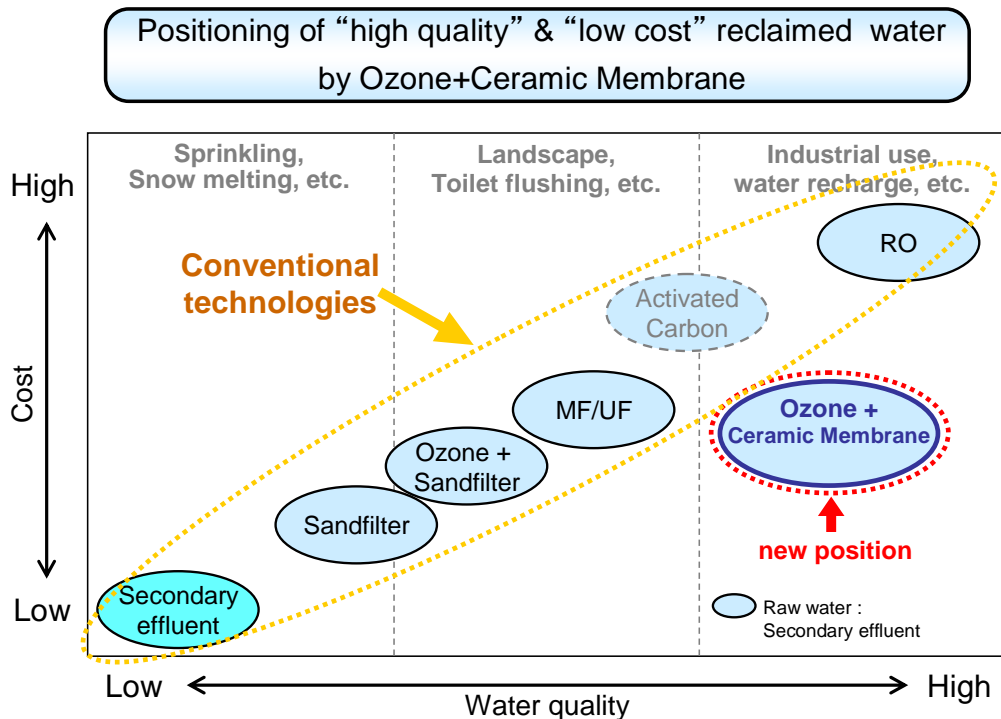 Positioning of “high quality” & “low cost” reclaimed water
by Ozone+Ceramic Membrane
Sprinkling,
Snow melting, etc.
Landscape,
Toilet flushing, etc.
Industrial use,
water recharge, etc.
High
Cost
Low
Conventional
technologies
RO
Activated
Carbon
MF/UF
Ozone +
Ceramic Membrane
Ozone +
Sandfilter
Sandfilter
new position
Secondary
effluent
Raw water :
Secondary effluent
Low
Water quality
High